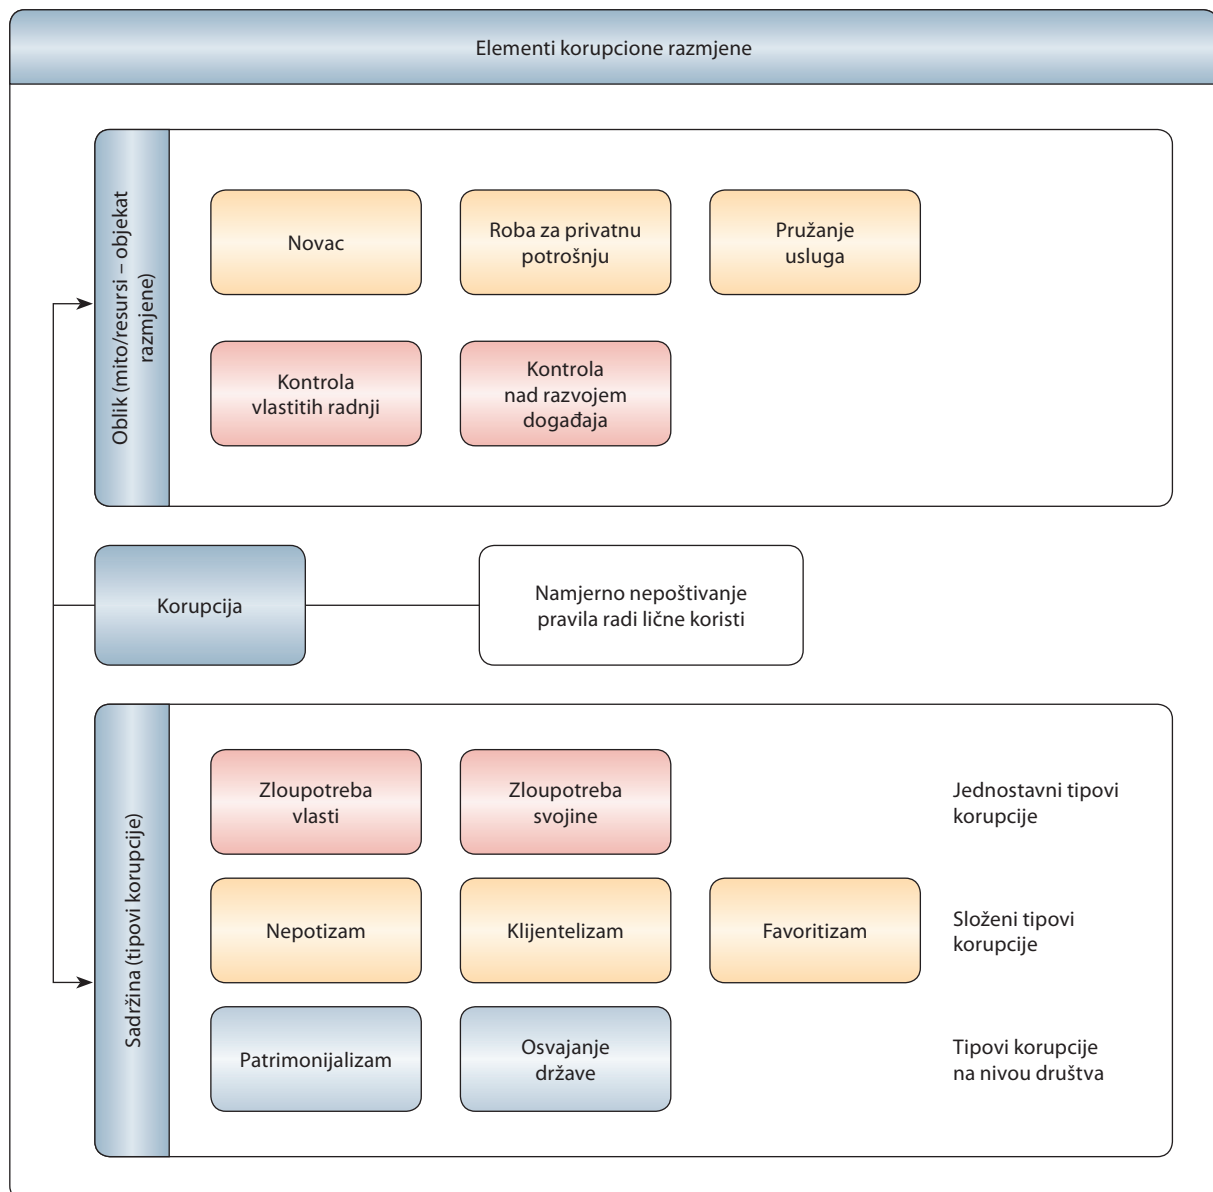 Elementi korupcione razmjene
Oblik (mito/resursi – objekat
razmjene)
Novac
Roba za privatnu
potrošnju
Pružanje
usluga
Kontrola
vlastitih radnji
Kontrola
nad razvojem
događaja
Korupcija
Namjerno nepoštivanje
pravila radi lične koristi
Sadržina (tipovi korupcije)
Zloupotreba
vlasti
Zloupotreba
svojine
Jednostavni tipovi
korupcije
Nepotizam
Klijentelizam
Favoritizam
Složeni tipovi
korupcije
Patrimonijalizam
Osvajanje
države
Tipovi korupcije
na nivou društva